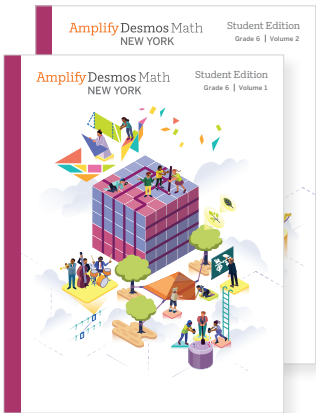 Amplify Desmos Math
NEW YORK
Student Edition
Grade 6 | Volume 2
Amplify Desmos Math
NEW YORK
Student Edition
Grade 6 | Volume 1